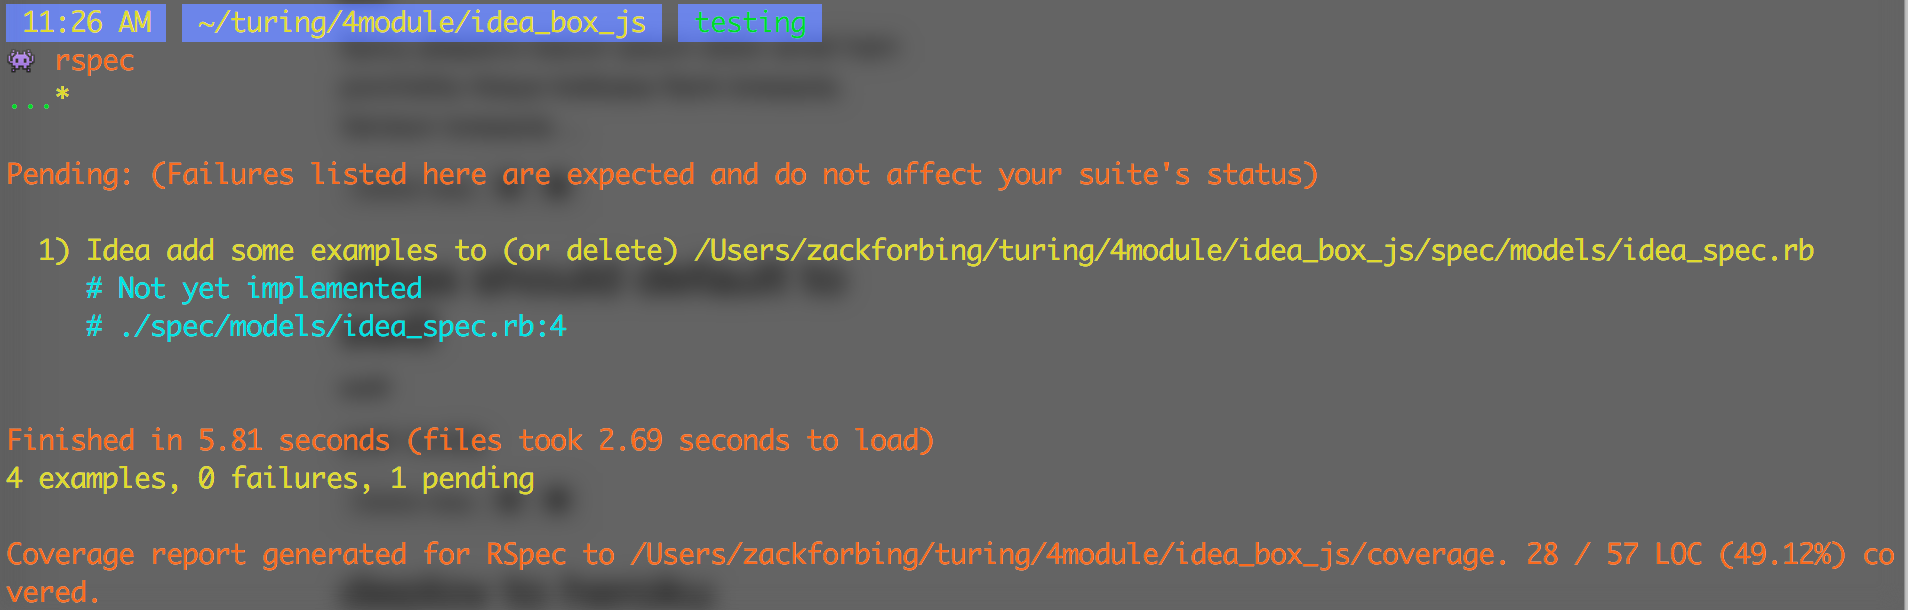 11:26 AM ~/turing/4module/idea_box_js testing
rspec
...*
Pending: (Failures listed here are expected and do not affect your suite's status)
1) Idea add some examples to (or delete) /Users/zackforbing/turing/4module/idea_box_js/spec/models/idea_spec.rb
# Not yet implemented
# ./spec/models/idea_spec.rb:4
Finished in 5.81 seconds (files took 2.69 seconds to load)
4 examples, 0 failures, 1 pending
Coverage report generated for RSpec to /Users/zackforbing/turing/4module/idea_box_js/coverage. 28 / 57 LOC (49.12%) co
vered.